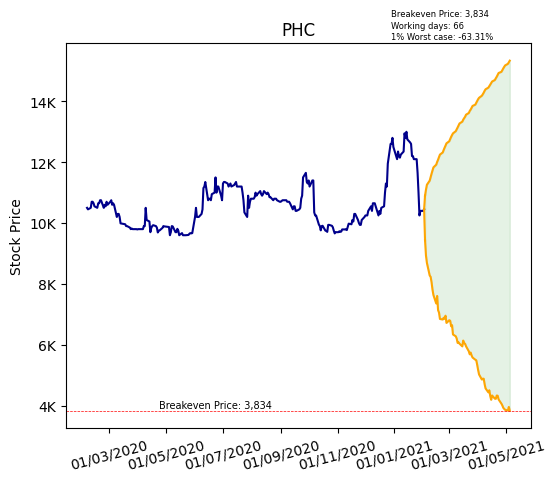 Breakeven Price: 3,834
Working days: 66
1% Worst case: -63.31%
PHC
Stock Price
14K
12K
10K
8K
6K
4K
Breakeven Price: 3,834
01/03/2020
01/05/2020
01/07/2020
01/09/2020
01/11/2020
01/01/2021
01/03/2021
01/05/2021